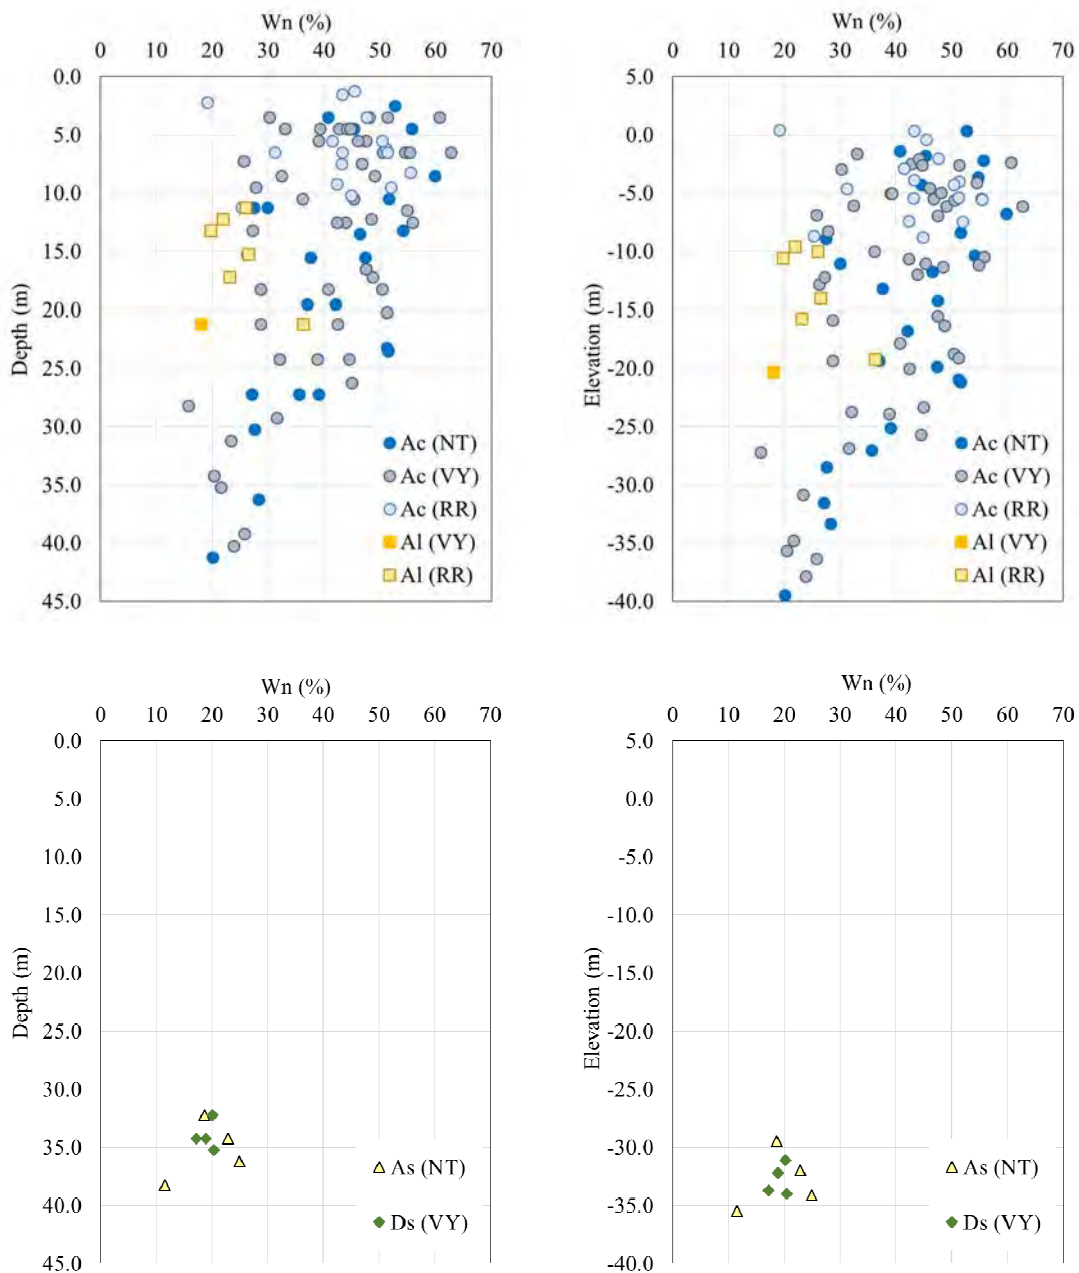 Wn (%)
0 10 20 30 40 50 60 70
0.0
5.0
10.0
15.0
20.0
25.0
30.0
35.0
40.0
45.0
Depth (m)
Ac (NT)
Ac (VY)
Ac (RR)
Al (VY)
Al (RR)
Wn (%)
0 10 20 30 40 50 60 70
5.0
0.0
-5.0
-10.0
-15.0
-20.0
-25.0
-30.0
-35.0
-40.0
Elevation (m)
Ac (NT)
Ac (VY)
Ac (RR)
Al (VY)
Al (RR)
Wn (%)
0 10 20 30 40 50 60 70
0.0
5.0
10.0
15.0
20.0
25.0
30.0
35.0
40.0
45.0
Depth (m)
As (NT)
Ds (VY)
Wn (%)
0 10 20 30 40 50 60 70
5.0
0.0
-5.0
-10.0
-15.0
-20.0
-25.0
-30.0
-35.0
-40.0
Elevation (m)
As (NT)
Ds (VY)